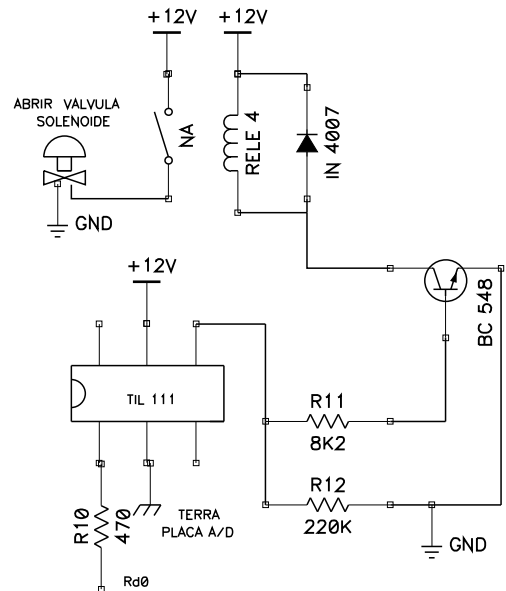 +12V
+12V
ABRIR VALVULA
SOLENOIDE
NA
RELE 4
IN 4007
GND
+12V
BC 548
TIL 111
R11
8K2
R12
220K
R10
470
TERRA
PLACA A/D
GND
Rd0